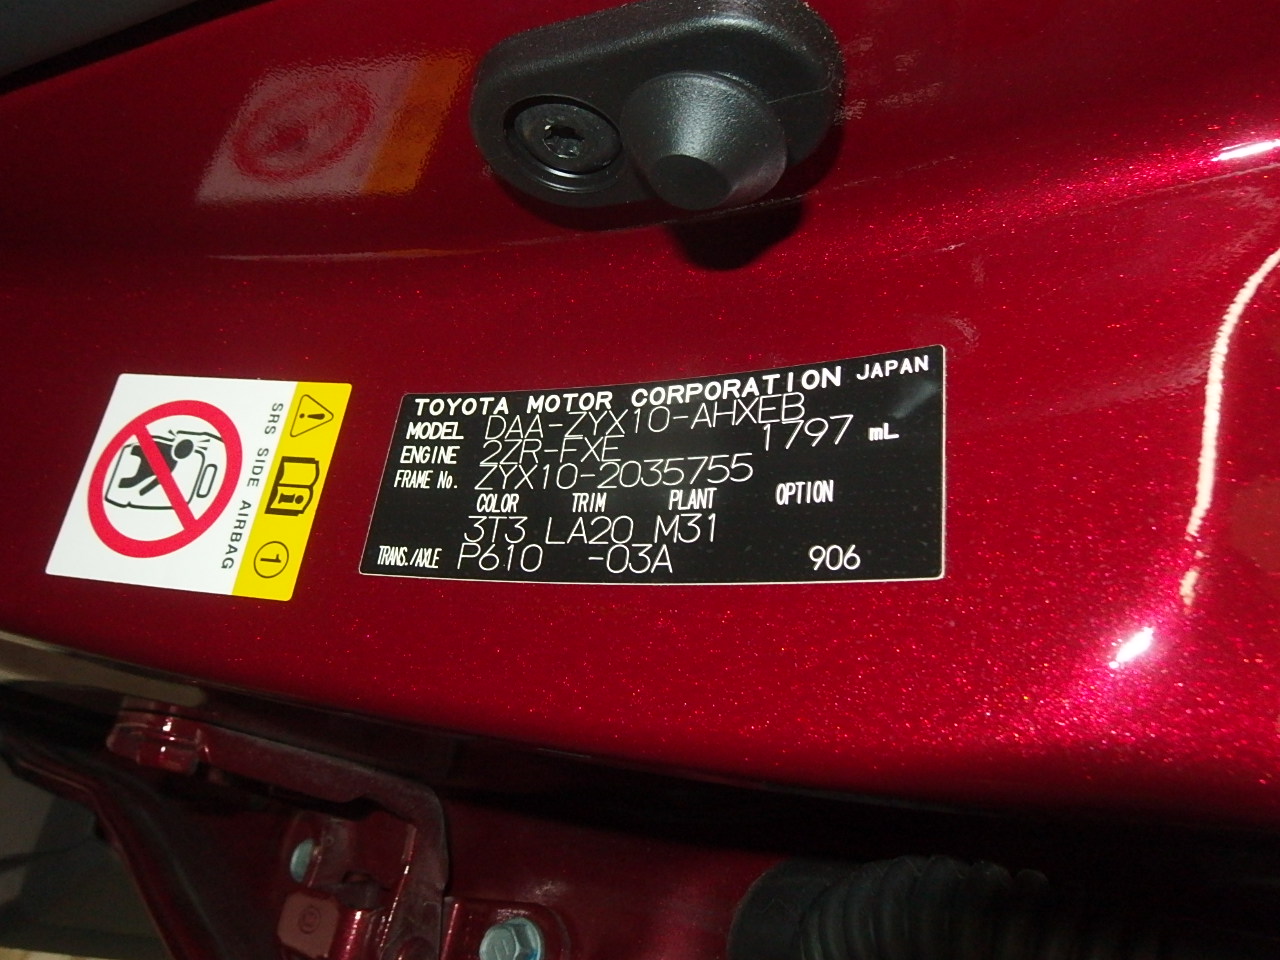 TOYOTA MOTOR CORPORATION JAPAN
MODEL DAA-ZYX10-AHXEB
ENGINE 2ZR-FXE 1797 mL
FRAME No. ZYX10-2035755
COLOR TRIM PLANT OPTION
3T3 LA20 M31
TRANS./AXLE P610 -03A 906
SRS SIDE AIRBAG
1